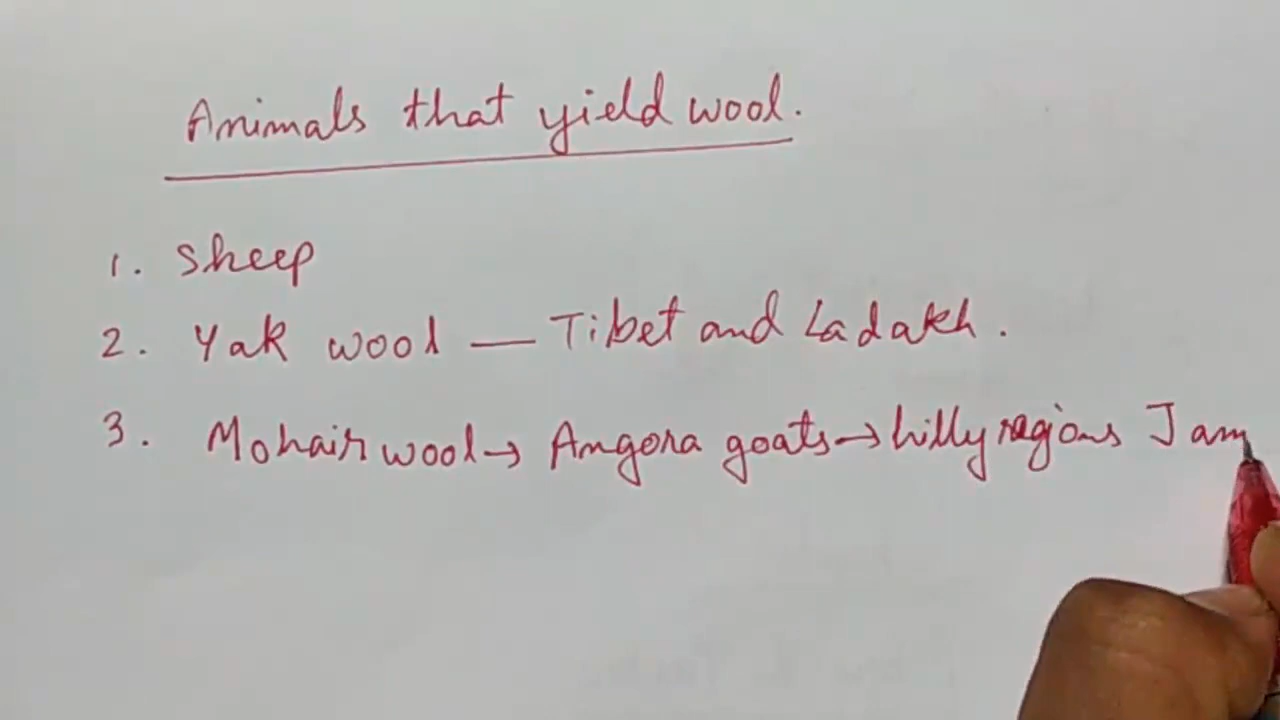 Animals that yield wool.
1. Sheep
2. Yak wool — Tibet and Ladakh.
3. Mohair wool → Angora goats → hilly regions Jam